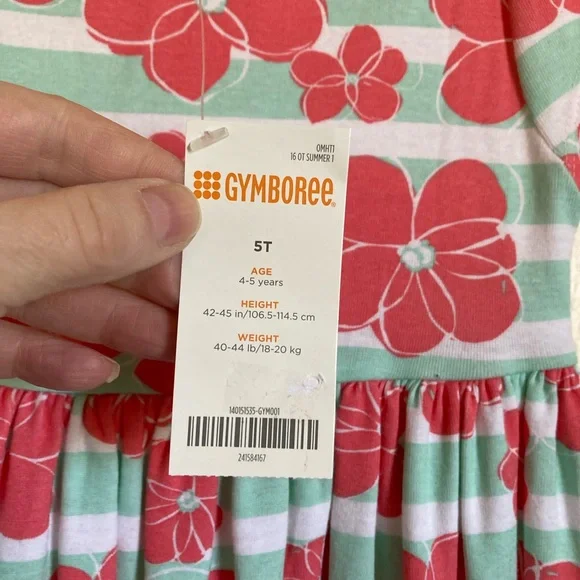 OMHT1
16 OT SUMMER 1
GYMBOREE®
5T
AGE
4-5 years
HEIGHT
42-45 in/106.5-114.5 cm
WEIGHT
40-44 lb/18-20 kg
140151535-GYM001
241584167